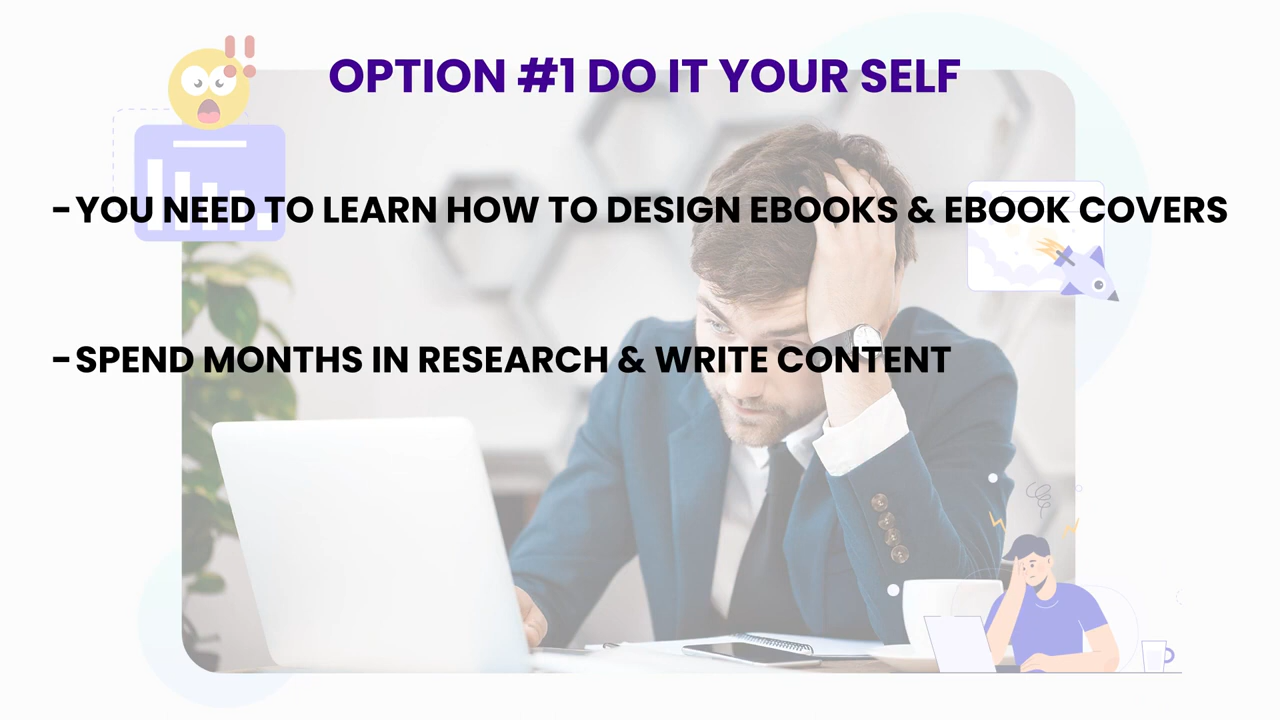 OPTION #1 DO IT YOUR SELF
-YOU NEED TO LEARN HOW TO DESIGN EBOOKS & EBOOK COVERS
-SPEND MONTHS IN RESEARCH & WRITE CONTENT